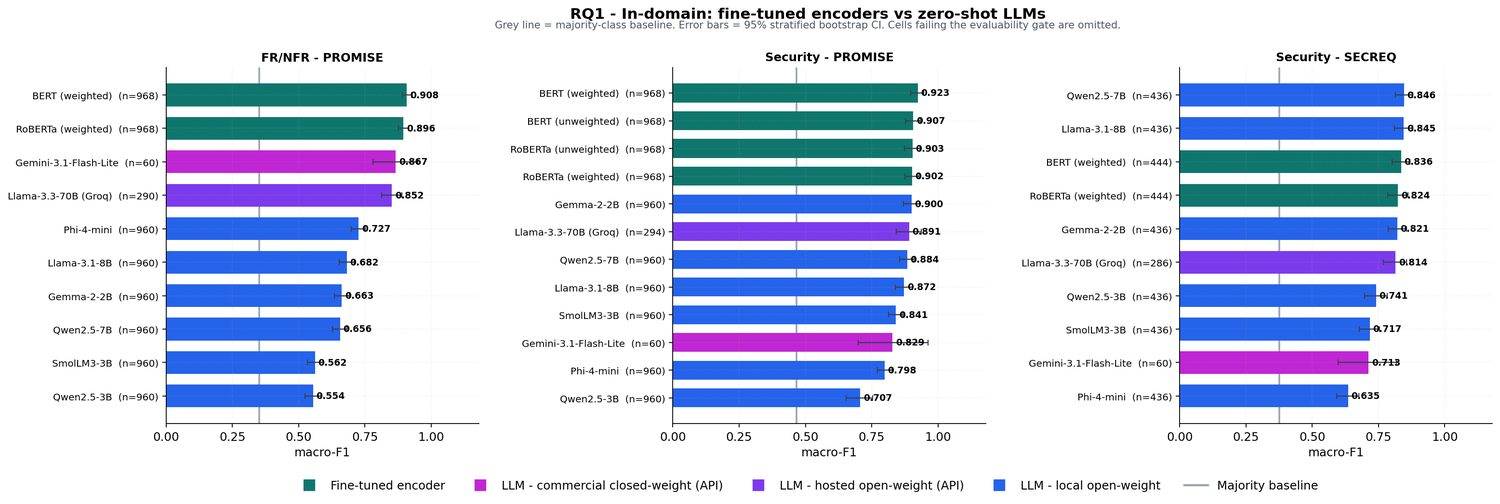 RQ1 - In-domain: fine-tuned encoders vs zero-shot LLMs
Grey line = majority-class baseline. Error bars = 95% stratified bootstrap CI. Cells failing the evaluability gate are omitted.
FR/NFR - PROMISE
BERT (weighted) (n=968) 0.908
RoBERTa (weighted) (n=968) 0.896
Gemini-3.1-Flash-Lite (n=60) 0.867
Llama-3.3-70B (Groq) (n=290) 0.852
Phi-4-mini (n=960) 0.727
Llama-3.1-8B (n=960) 0.682
Gemma-2-2B (n=960) 0.663
Qwen2.5-7B (n=960) 0.656
SmolLM3-3B (n=960) 0.562
Qwen2.5-3B (n=960) 0.554
0.00 0.25 0.50 0.75 1.00
macro-F1
Security - PROMISE
BERT (weighted) (n=968) 0.923
BERT (unweighted) (n=968) 0.907
RoBERTa (unweighted) (n=968) 0.903
RoBERTa (weighted) (n=968) 0.902
Gemma-2-2B (n=960) 0.900
Llama-3.3-70B (Groq) (n=294) 0.891
Qwen2.5-7B (n=960) 0.884
Llama-3.1-8B (n=960) 0.872
SmolLM3-3B (n=960) 0.841
Gemini-3.1-Flash-Lite (n=60) 0.829
Phi-4-mini (n=960) 0.798
Qwen2.5-3B (n=960) 0.707
0.00 0.25 0.50 0.75 1.00
macro-F1
Security - SECREQ
Qwen2.5-7B (n=436) 0.846
Llama-3.1-8B (n=436) 0.845
BERT (weighted) (n=444) 0.836
RoBERTa (weighted) (n=444) 0.824
Gemma-2-2B (n=436) 0.821
Llama-3.3-70B (Groq) (n=286) 0.814
Qwen2.5-3B (n=436) 0.741
SmolLM3-3B (n=436) 0.717
Gemini-3.1-Flash-Lite (n=60) 0.713
Phi-4-mini (n=436) 0.635
0.00 0.25 0.50 0.75 1.00
macro-F1
Fine-tuned encoder
LLM - commercial closed-weight (API)
LLM - hosted open-weight (API)
LLM - local open-weight
Majority baseline